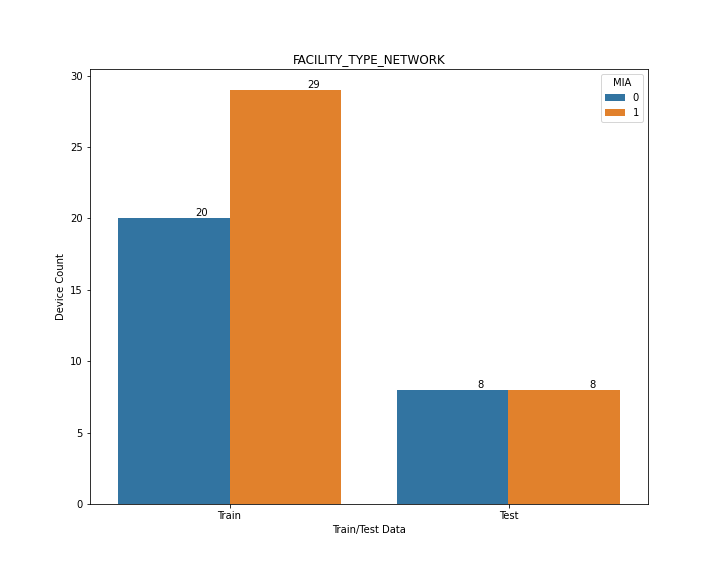 FACILITY_TYPE_NETWORK
MIA
0
1
30
25
20
15
10
5
0
Device Count
29
20
8
8
Train
Test
Train/Test Data